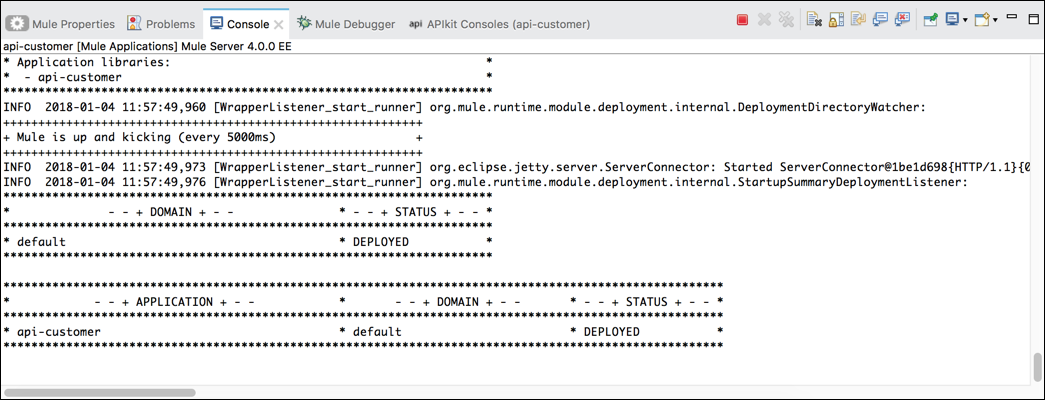 Mule Properties Problems Console Mule Debugger api APIkit Consoles (api-customer)
api-customer [Mule Applications] Mule Server 4.0.0 EE
* Application libraries: *
* - api-customer *
**********************************************************************
INFO 2018-01-04 11:57:49,960 [WrapperListener_start_runner] org.mule.runtime.module.deployment.internal.DeploymentDirectoryWatcher:
++++++++++++++++++++++++++++++++++++++++++++++++++++++++++++
+ Mule is up and kicking (every 5000ms) +
++++++++++++++++++++++++++++++++++++++++++++++++++++++++++++
INFO 2018-01-04 11:57:49,973 [WrapperListener_start_runner] org.eclipse.jetty.server.ServerConnector: Started ServerConnector@1be1d698{HTTP/1.1}{0
INFO 2018-01-04 11:57:49,976 [WrapperListener_start_runner] org.mule.runtime.module.deployment.internal.StartupSummaryDeploymentListener:
**********************************************************************
* - - + DOMAIN + - - * - - + STATUS + - - *
**********************************************************************
* default * DEPLOYED *
**********************************************************************
*******************************************************************************************************
* - - + APPLICATION + - - * - - + DOMAIN + - - * - - + STATUS + - - *
*******************************************************************************************************
* api-customer * default * DEPLOYED *
*******************************************************************************************************